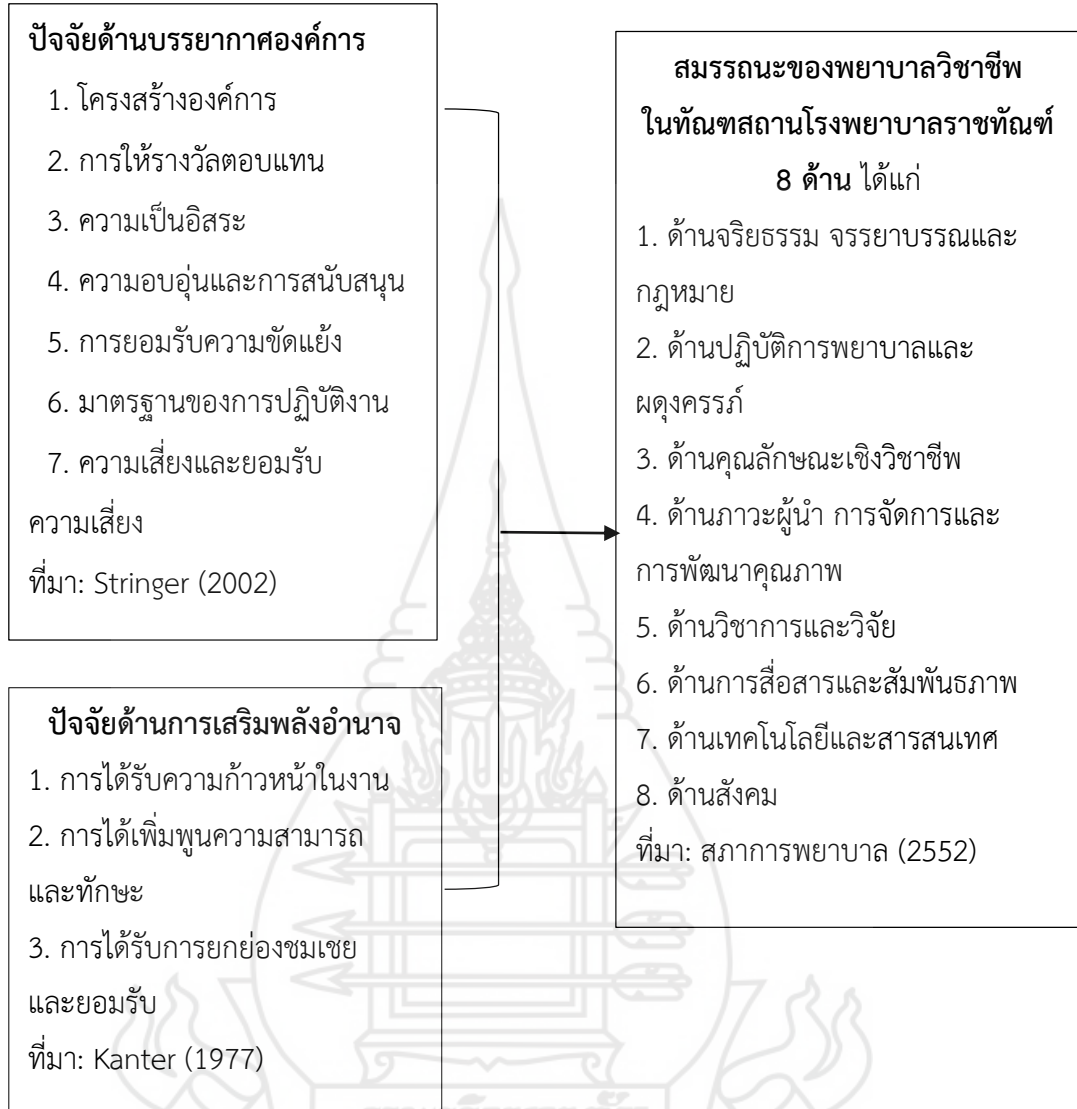 ปัจจัยด้านบรรยากาศองค์การ
1. โครงสร้างองค์การ
2. การให้รางวัลตอบแทน
3. ความเป็นอิสระ
4. ความอบอุ่นและการสนับสนุน
5. การยอมรับความขัดแย้ง
6. มาตรฐานของการปฏิบัติงาน
7. ความเสี่ยงและยอมรับ
ความเสี่ยง
ที่มา: Stringer (2002)
ปัจจัยด้านการเสริมพลังอำนาจ
1. การได้รับความก้าวหน้าในงาน
2. การได้เพิ่มพูนความสามารถ
และทักษะ
3. การได้รับการยกย่องชมเชย
และยอมรับ
ที่มา: Kanter (1977)
สมรรถนะของพยาบาลวิชาชีพ
ในทัณฑสถานโรงพยาบาลราชทัณฑ์
8 ด้าน ได้แก่
1. ด้านจริยธรรม จรรยาบรรณและ
กฎหมาย
2. ด้านปฏิบัติการพยาบาลและ
ผดุงครรภ์
3. ด้านคุณลักษณะเชิงวิชาชีพ
4. ด้านภาวะผู้นำ การจัดการและ
การพัฒนาคุณภาพ
5. ด้านวิชาการและวิจัย
6. ด้านการสื่อสารและสัมพันธภาพ
7. ด้านเทคโนโลยีและสารสนเทศ
8. ด้านสังคม
ที่มา: สภาการพยาบาล (2552)